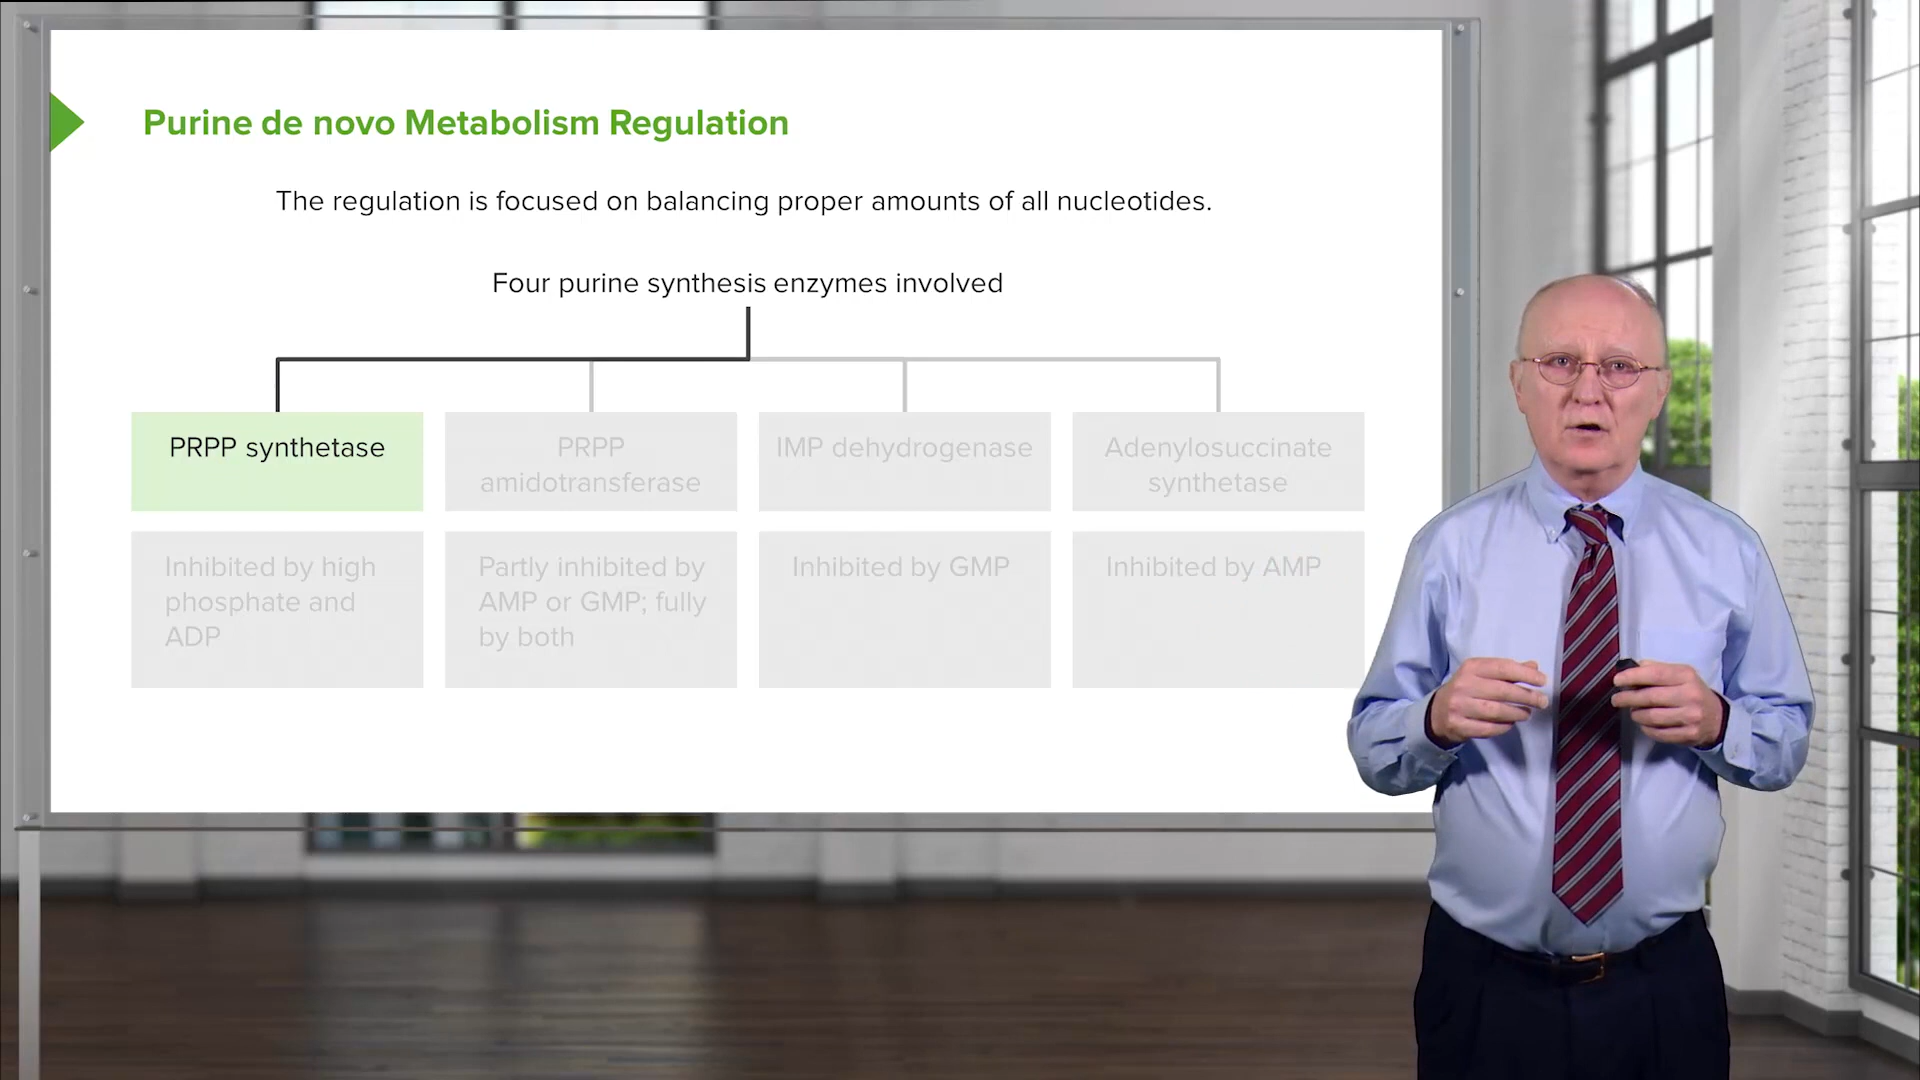 Purine de novo Metabolism Regulation
The regulation is focused on balancing proper amounts of all nucleotides.
Four purine synthesis enzymes involved
PRPP synthetase
PRPP
amidotransferase
IMP dehydrogenase
Adenylosuccinate
synthetase
Inhibited by high
phosphate and
ADP
Partly inhibited by
AMP or GMP; fully
by both
Inhibited by GMP
Inhibited by AMP